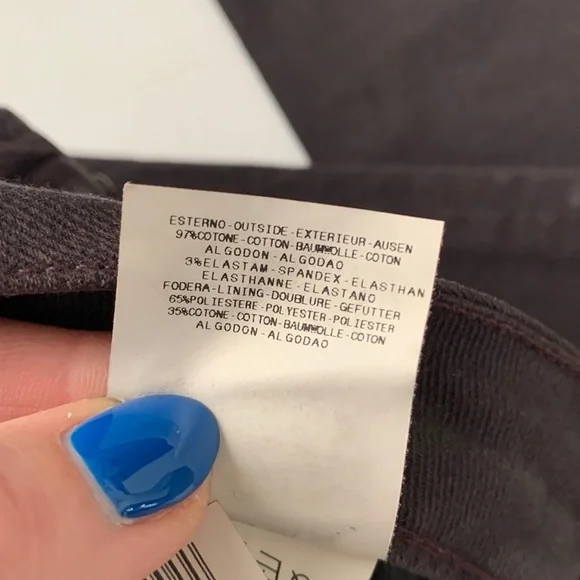 ESTERNO-OUTSIDE-EXTERIEUR-AUSEN
97%COTONE-COTTON-BAUMWOLLE-COTON
ALGODON-ALGODAO
3%ELASTAM-SPANDEX-ELASTHAN
ELASTHANNE-ELASTANO
FODERA-LINING-DOUBLURE-GEFUTTER
65%POLIESTERE-POLYESTER-POLIESTER
35%COTONE-COTTON-BAUMWOLLE-COTON
ALGODON-ALGODAO